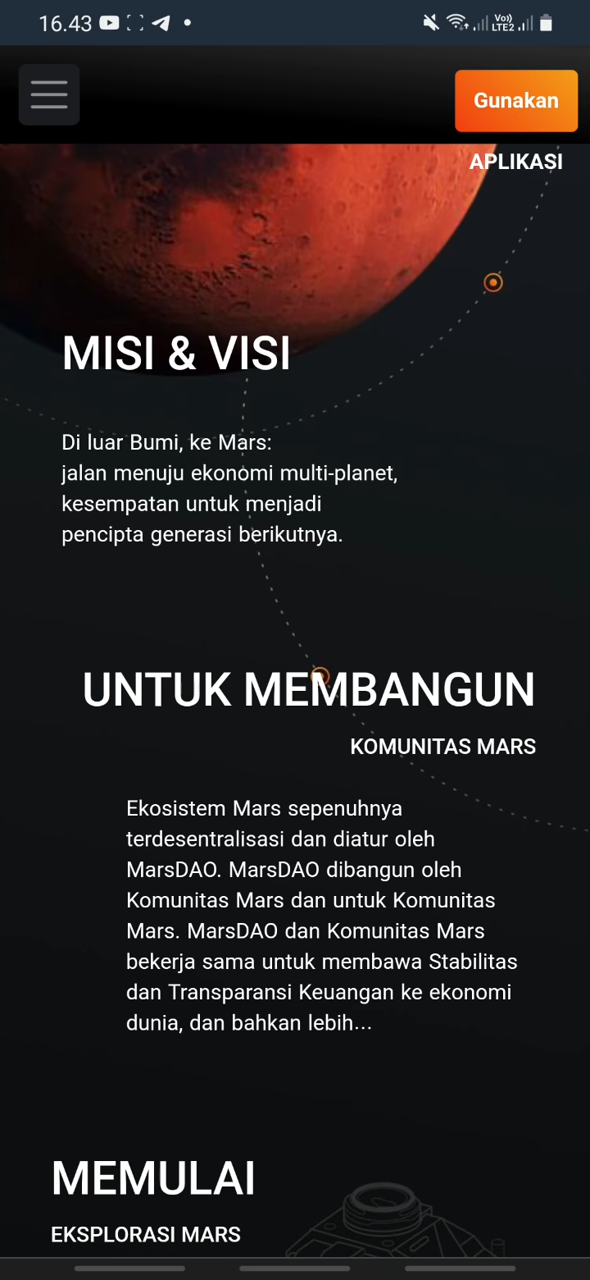 16.43
Vo))
LTE2
Gunakan
APLIKASI
MISI & VISI
Di luar Bumi, ke Mars:
jalan menuju ekonomi multi-planet,
kesempatan untuk menjadi
pencipta generasi berikutnya.
UNTUK MEMBANGUN
KOMUNITAS MARS
Ekosistem Mars sepenuhnya
terdesentralisasi dan diatur oleh
MarsDAO. MarsDAO dibangun oleh
Komunitas Mars dan untuk Komunitas
Mars. MarsDAO dan Komunitas Mars
bekerja sama untuk membawa Stabilitas
dan Transparansi Keuangan ke ekonomi
dunia, dan bahkan lebih...
MEMULAI
EKSPLORASI MARS